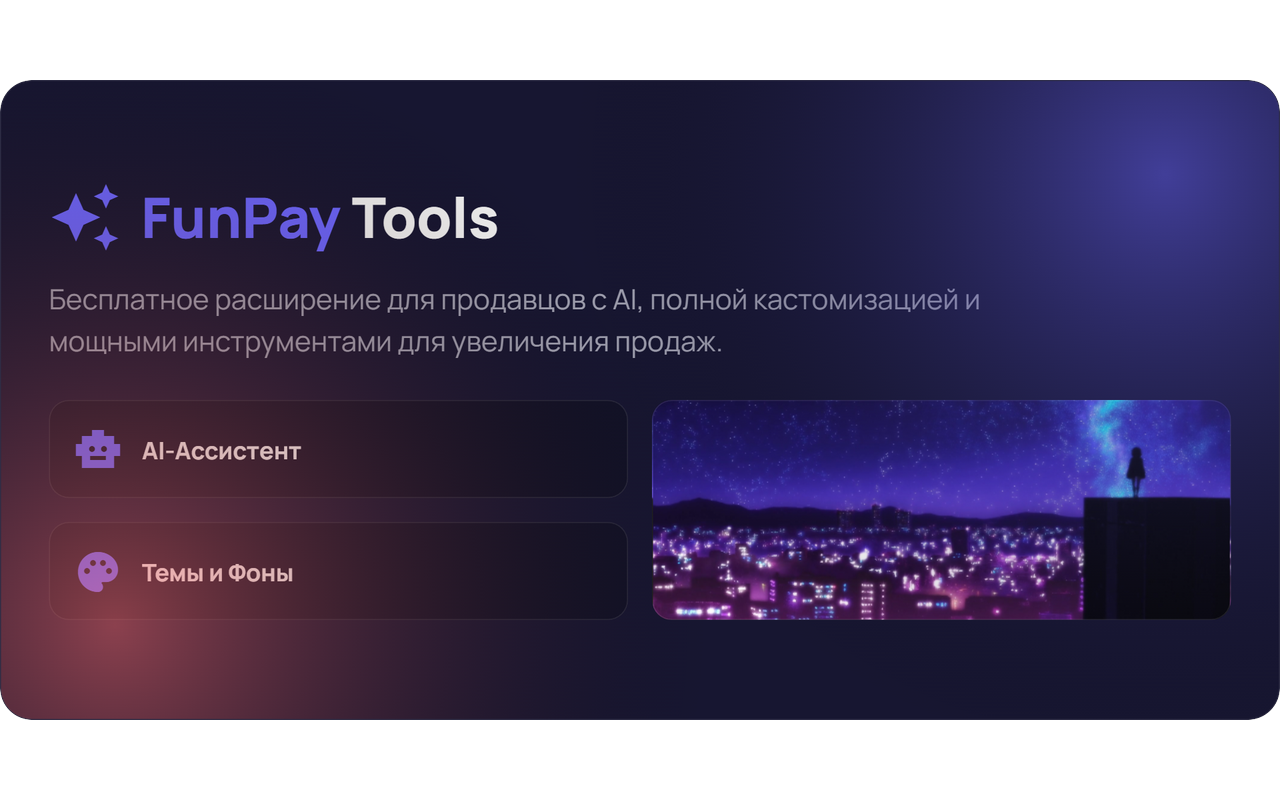 FunPay Tools
Бесплатное расширение для продавцов с AI, полной кастомизацией и
мощными инструментами для увеличения продаж.
AI-Ассистент
Темы и Фоны